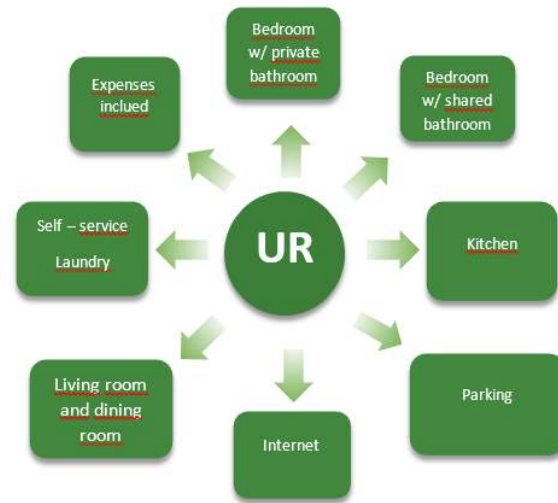 Bedroom
w/ private
bathroom
Bedroom
w/ shared
bathroom
Expenses
inclued
Self – service
Laundry
UR
Kitchen
Living room
and dining
room
Internet
Parking